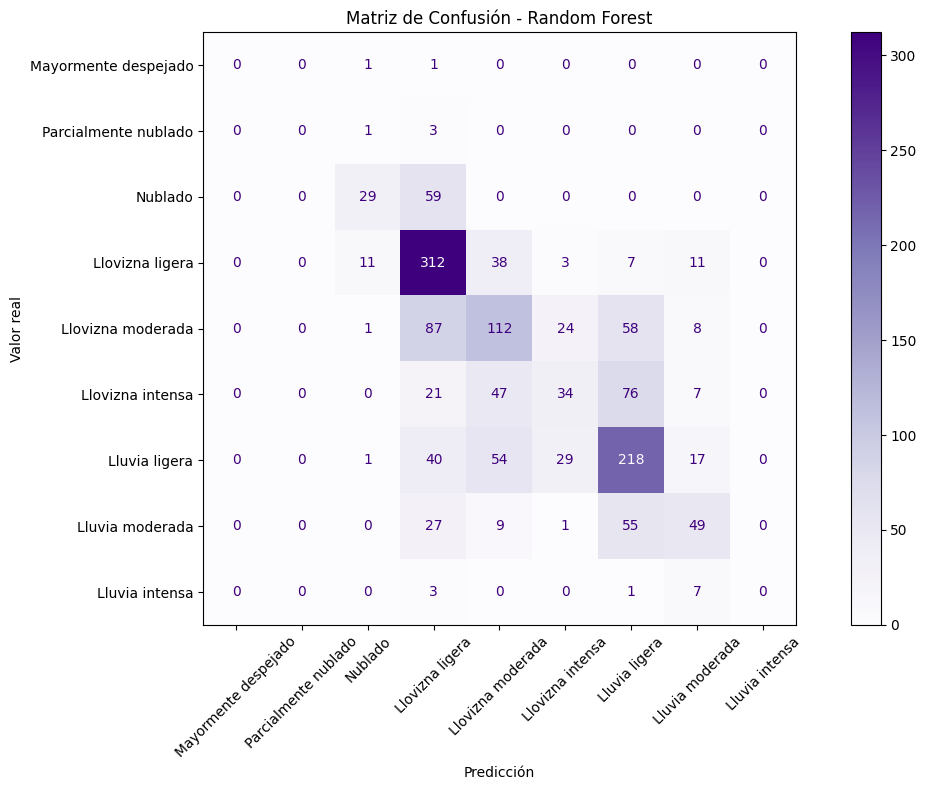 Matriz de Confusión - Random Forest
Mayormente despejado 0 0 1 1 0 0 0 0 0
Parcialmente nublado 0 0 1 3 0 0 0 0 0
Nublado 0 0 29 59 0 0 0 0 0
Llovizna ligera 0 0 11 312 38 3 7 11 0
Llovizna moderada 0 0 1 87 112 24 58 8 0
Llovizna intensa 0 0 0 21 47 34 76 7 0
Lluvia ligera 0 0 1 40 54 29 218 17 0
Lluvia moderada 0 0 0 27 9 1 55 49 0
Lluvia intensa 0 0 0 3 0 0 1 7 0
Valor real
Mayormente despejado
Parcialmente nublado
Nublado
Llovizna ligera
Llovizna moderada
Llovizna intensa
Lluvia ligera
Lluvia moderada
Lluvia intensa
Predicción
300
250
200
150
100
50
0